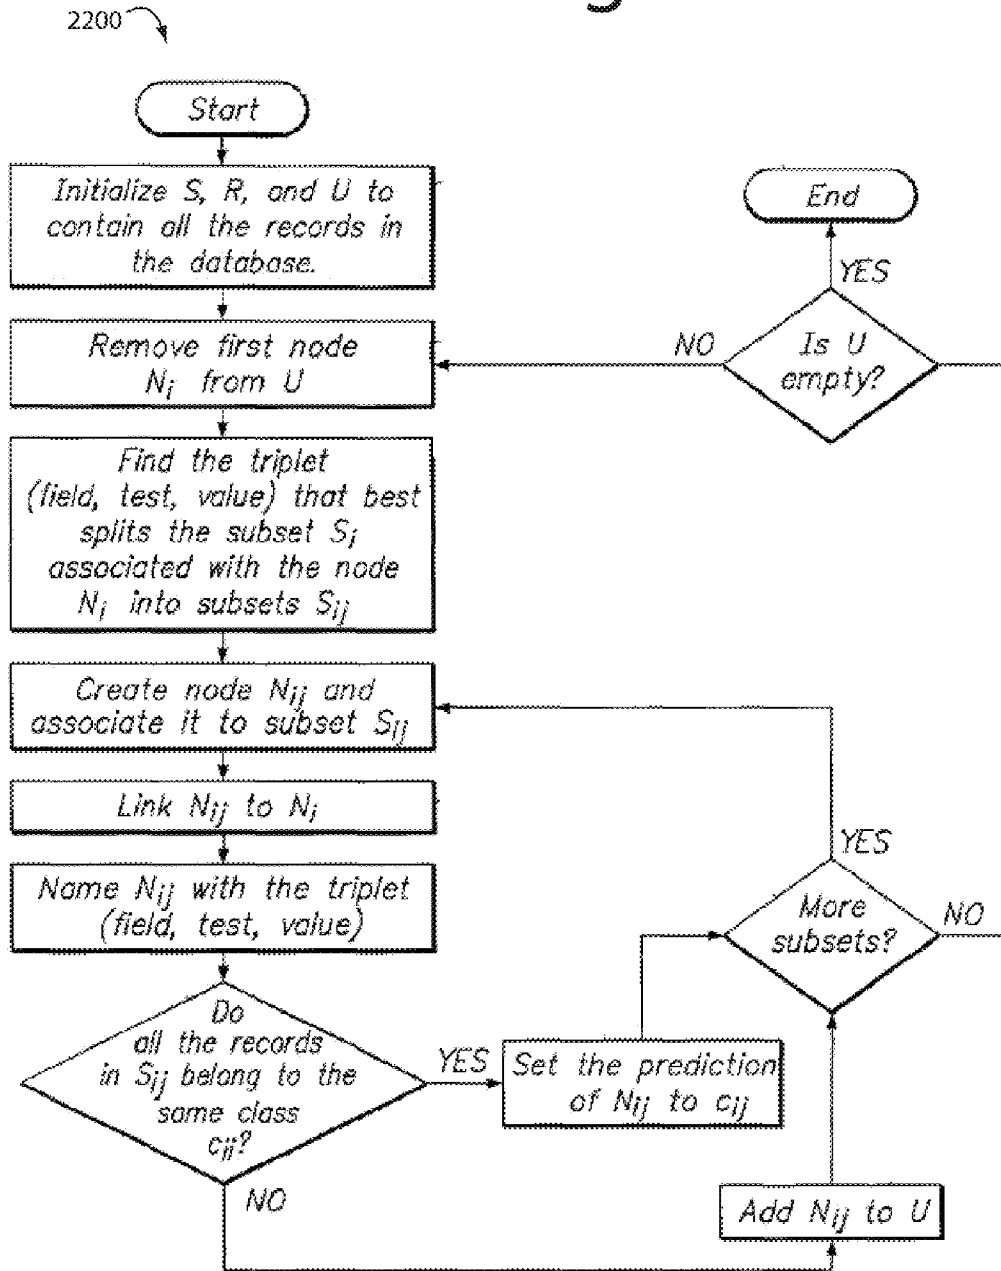 2200
Start
Initialize S, R, and U to
contain all the records in
the database.
Remove first node
Ni from U
Find the triplet
(field, test, value) that best
splits the subset Si
associated with the node
Ni into subsets Sij
Create node Nij and
associate it to subset Sij
Link Nij to Ni
Name Nij with the triplet
(field, test, value)
Do
all the records
in Sij belong to the
same class
cij?
YES
NO
Set the prediction
of Nij to cij
Add Nij to U
More
subsets?
YES
NO
Is U
empty?
NO
YES
End